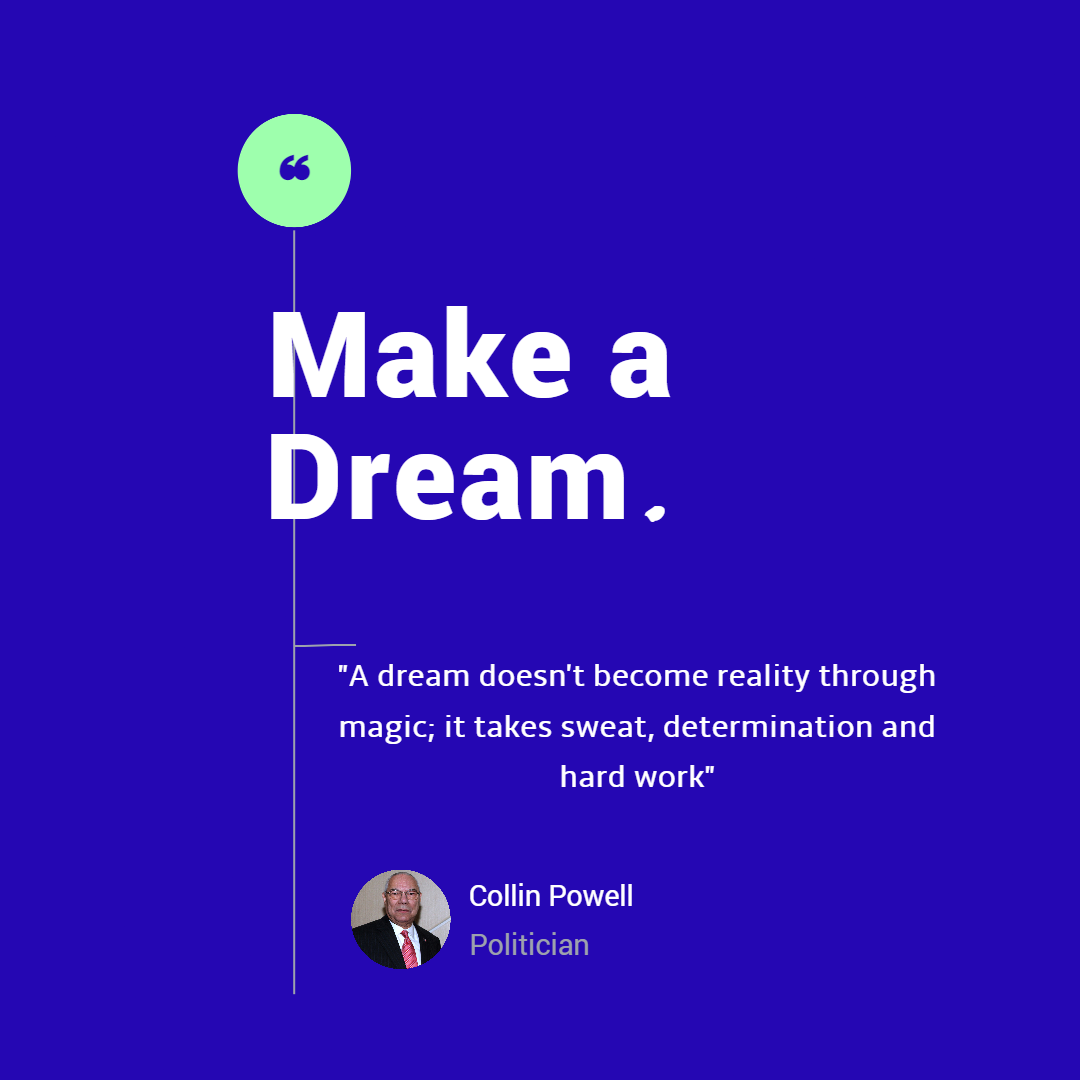 ❝
Make a
Dream.
"A dream doesn't become reality through
magic; it takes sweat, determination and
hard work"
Collin Powell
Politician